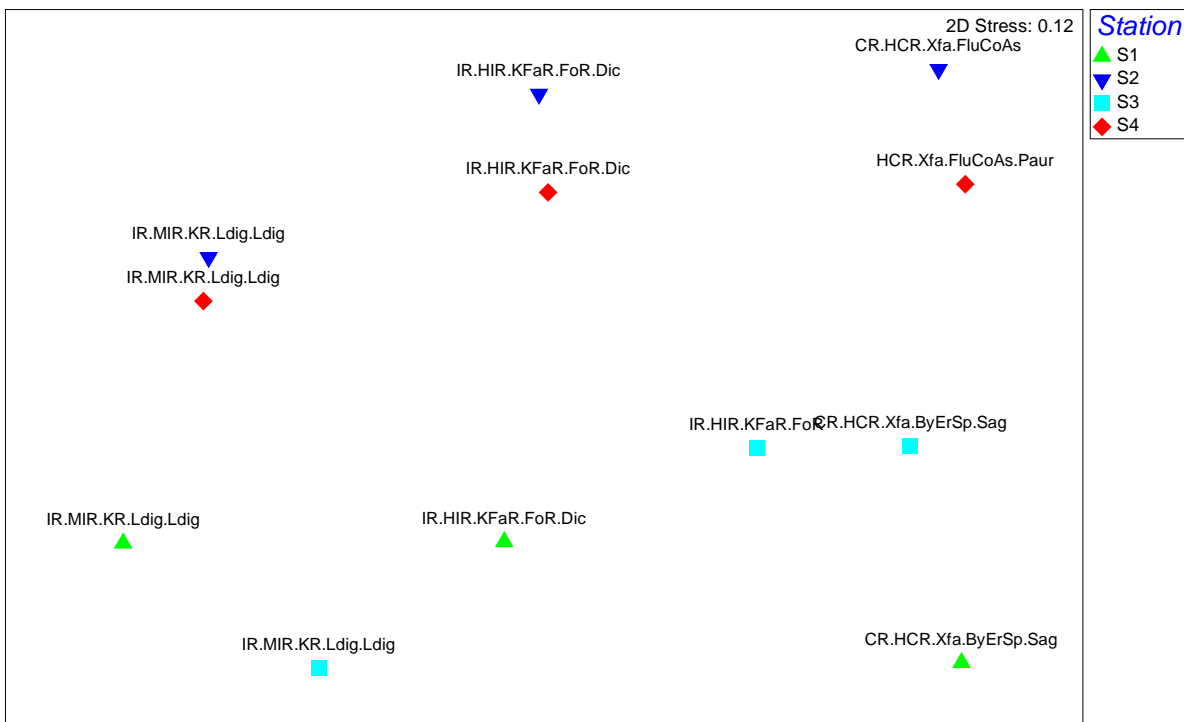 2D Stress: 0.12
Station
S1
S2
S3
S4
CR.HCR.Xfa.FluCoAs
IR.HIR.KFaR.FoR.Dic
HCR.Xfa.FluCoAs.Paur
IR.HIR.KFaR.FoR.Dic
IR.MIR.KR.Ldig.Ldig
IR.MIR.KR.Ldig.Ldig
IR.HIR.KFaR.FoR
CR.HCR.Xfa.ByErSp.Sag
IR.MIR.KR.Ldig.Ldig
IR.HIR.KFaR.FoR.Dic
IR.MIR.KR.Ldig.Ldig
CR.HCR.Xfa.ByErSp.Sag